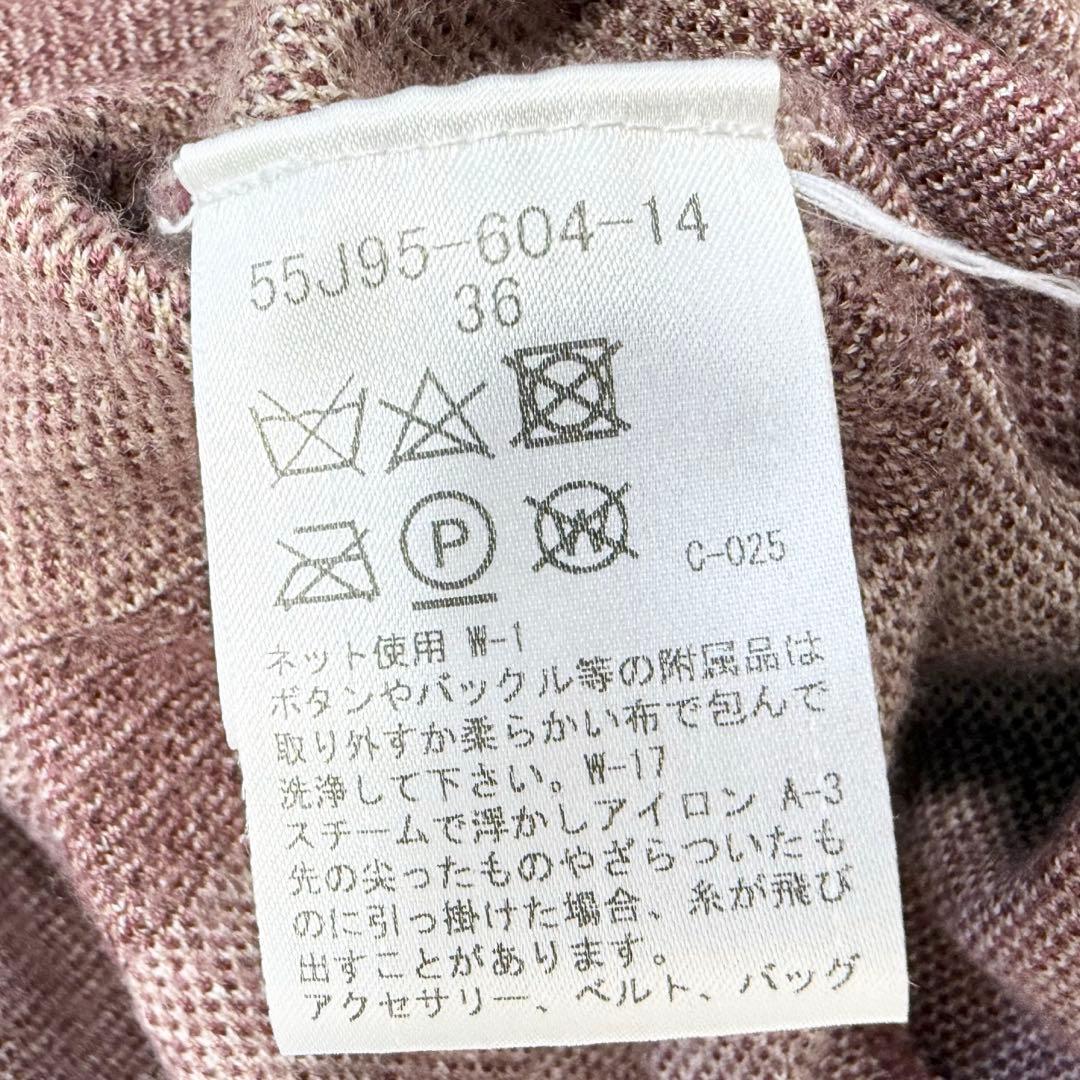 55J95-604-14
36
P
W
C-025
ネット使用 W-1
ボタンやバックル等の附属品は
取り外すか柔らかい布で包んで
洗浄して下さい。W-17
スチームで浮かしアイロン A-3
先の尖ったものやざらついたも
のに引っ掛けた場合、糸が飛び
出すことがあります。
アクセサリー、ベルト、バッグ